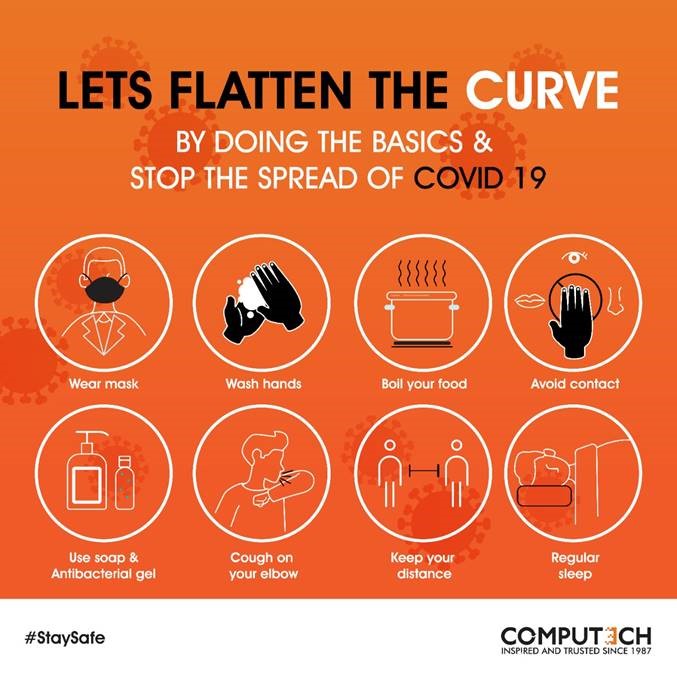 LETS FLATTEN THE CURVE
BY DOING THE BASICS &
STOP THE SPREAD OF COVID 19
Wear mask
Wash hands
Boil your food
Avoid contact
Use soap &
Antibacterial gel
Cough on
your elbow
Keep your
distance
Regular
sleep
#StaySafe
COMPUTECH
INSPIRED AND TRUSTED SINCE 1987